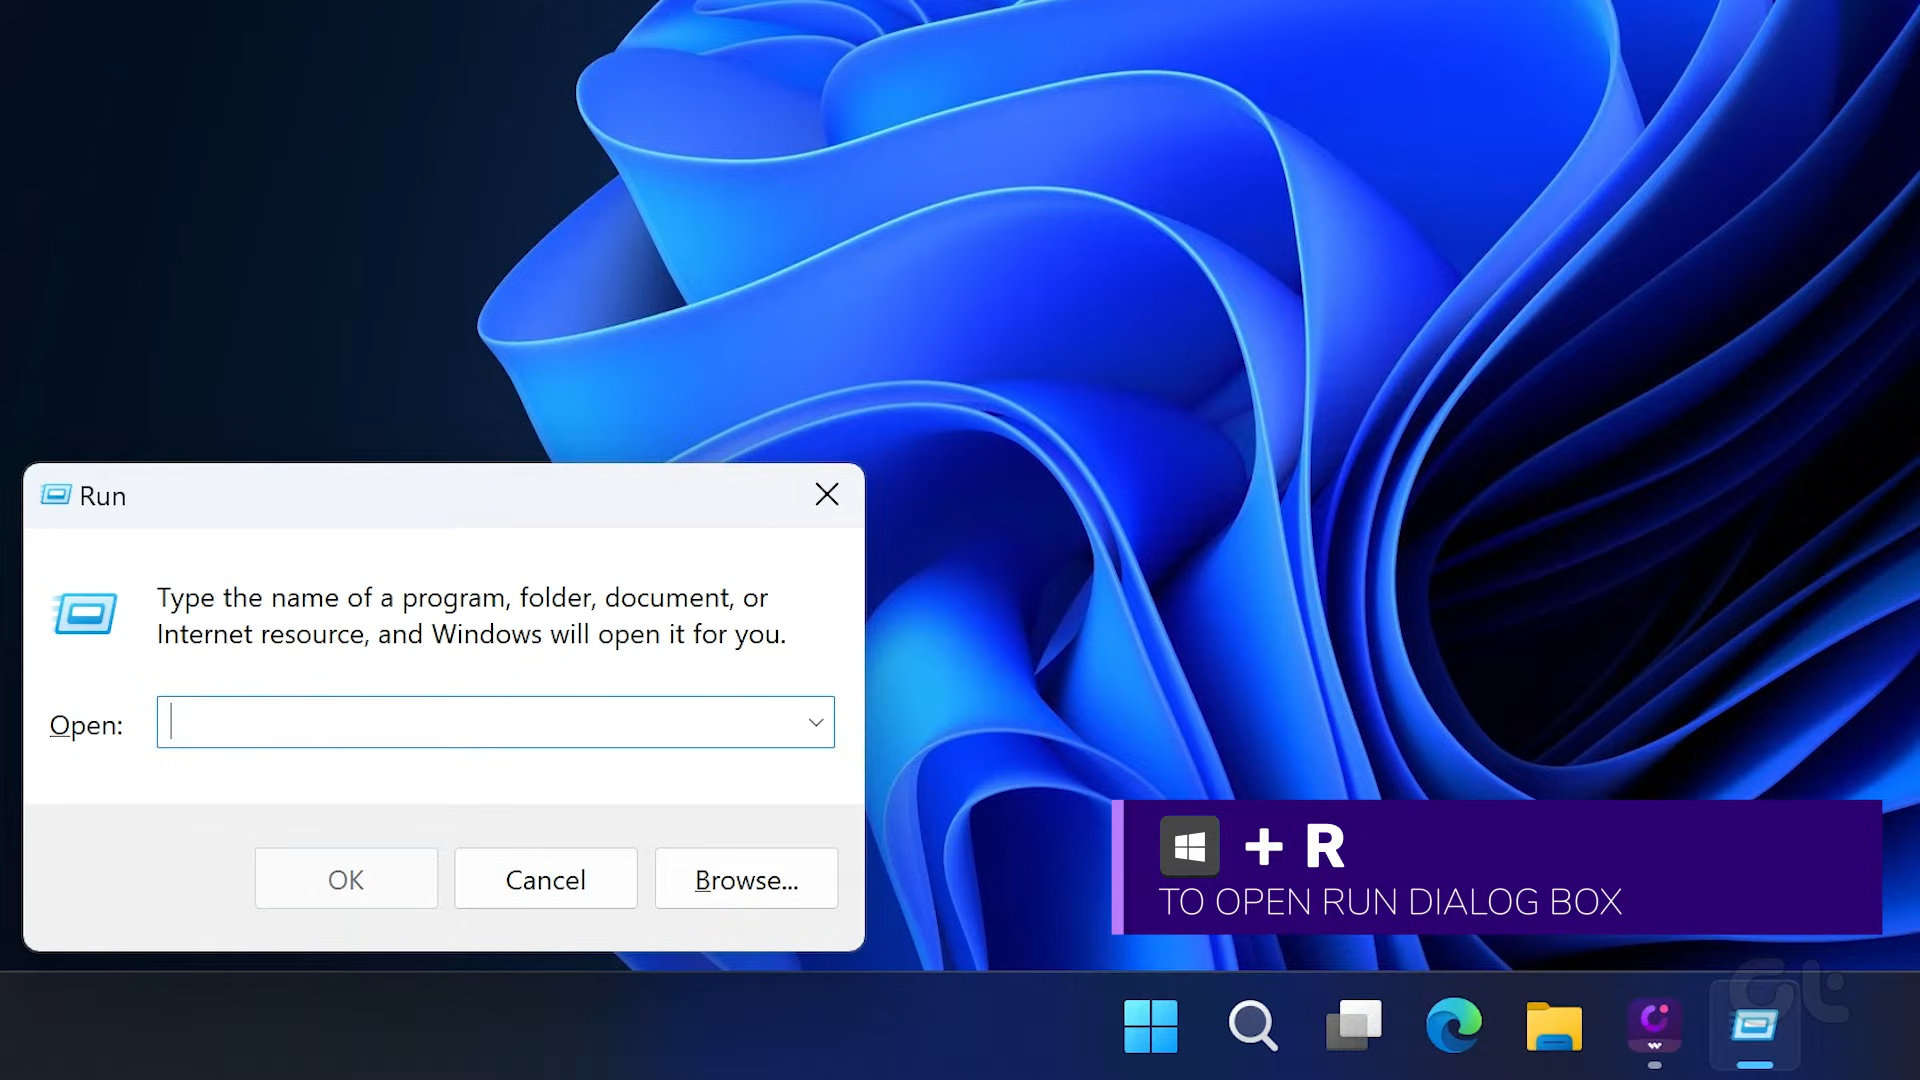 Run
Type the name of a program, folder, document, or
Internet resource, and Windows will open it for you.
Open:
OK
Cancel
Browse...
+ R
TO OPEN RUN DIALOG BOX
Gt